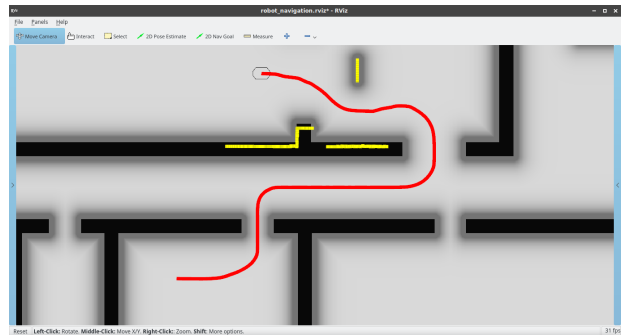 RViz
robot_navigation.rviz* - RViz
File Panels Help
Move Camera Interact Select 2D Pose Estimate 2D Nav Goal Measure
Reset Left-Click: Rotate. Middle-Click: Move X/Y. Right-Click: Zoom. Shift: More options. 31 fps